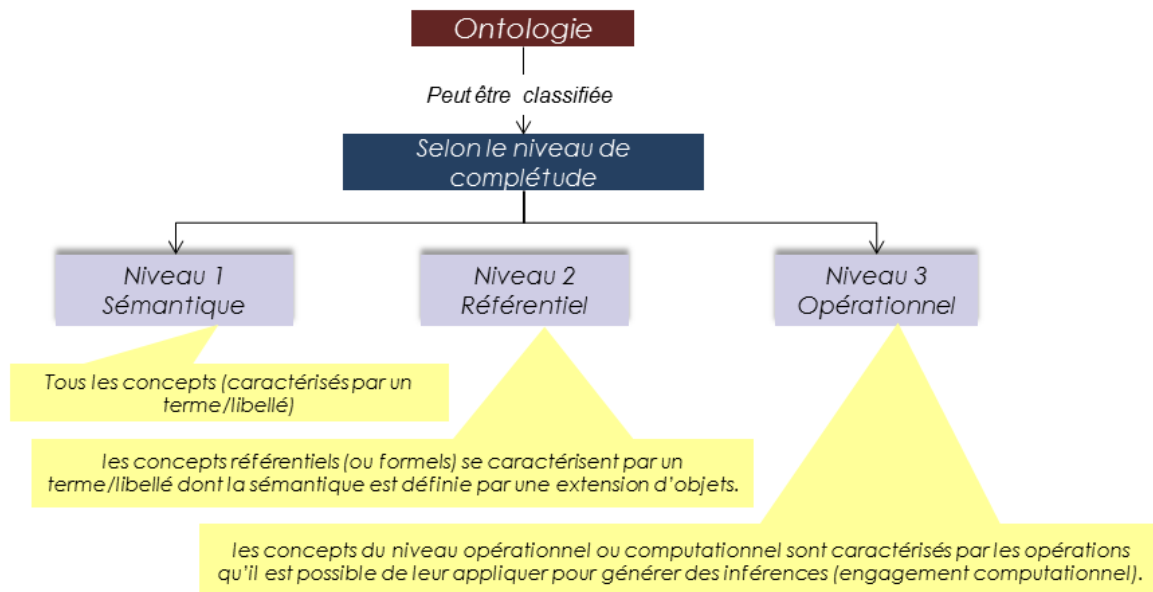 Ontologie
Peut être classifiée
Selon le niveau de
complétude
Niveau 1
Sémantique
Niveau 2
Référentiel
Niveau 3
Opérationnel
Tous les concepts (caractérisés par un
terme/libellé)
les concepts référentiels (ou formels) se caractérisent par un
terme/libellé dont la sémantique est définie par une extension d'objets.
les concepts du niveau opérationnel ou computationnel sont caractérisés par les opérations
qu'il est possible de leur appliquer pour générer des inférences (engagement computationnel).